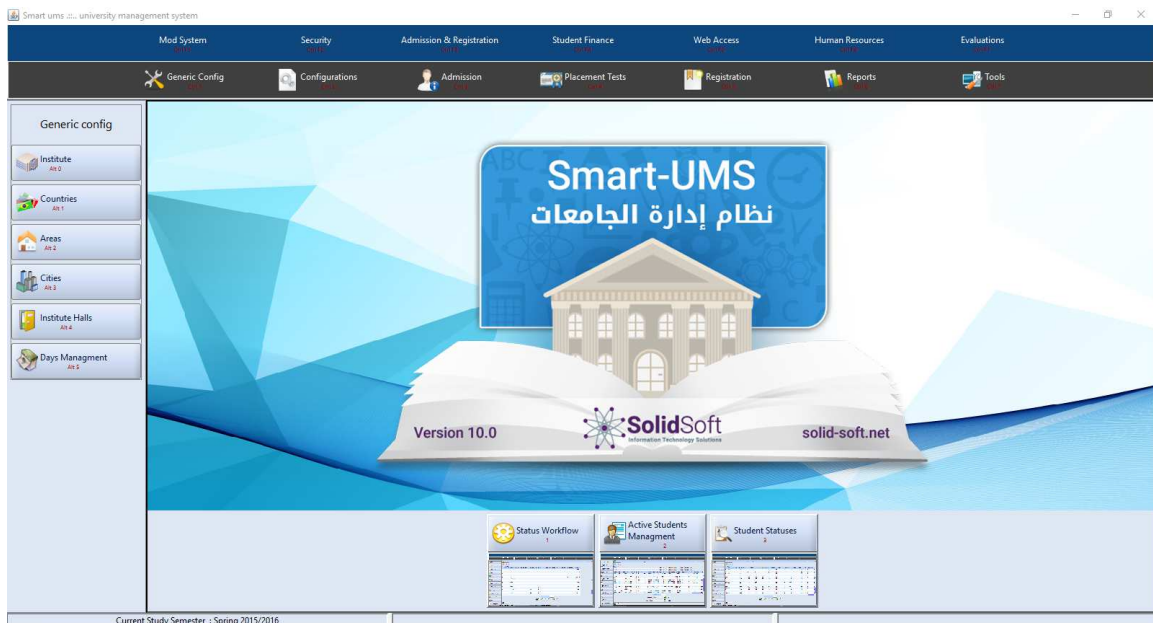 Smart ums .::.. university management system
Mod System
Security
Admission & Registration
Student Finance
Web Access
Human Resources
Evaluations
Generic Config
Configurations
Admission
Placement Tests
Registration
Reports
Tools
Generic config
Institute
Alt 0
Countries
Alt 1
Areas
Alt 2
Cities
Alt 3
Institute Halls
Alt 4
Days Managment
Alt 5
Smart-UMS
نظام إدارة الجامعات
Version 10.0
SolidSoft
Information Technology Solutions
solid-soft.net
Status Workflow
1
Active Students
Managment
2
Student Statuses
3
Current Study Semester : Spring 2015/2016